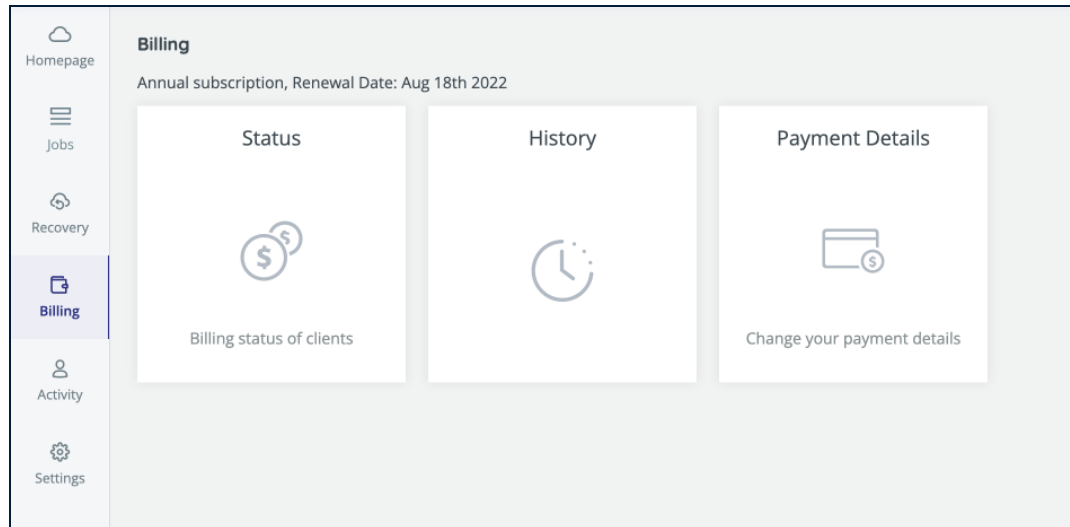 Homepage
Jobs
Recovery
Billing
Activity
Settings
Billing
Annual subscription, Renewal Date: Aug 18th 2022
Status
$ $
Billing status of clients
History
Payment Details
$
Change your payment details